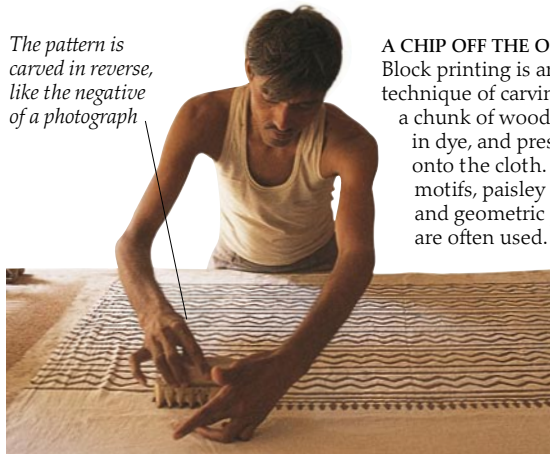 The pattern is
carved in reverse,
like the negative
of a photograph
A CHIP OFF THE
Block printing is
technique of
a chunk of wood
in dye, and
onto the cloth.
motifs, paisley
and geometric
are often used.